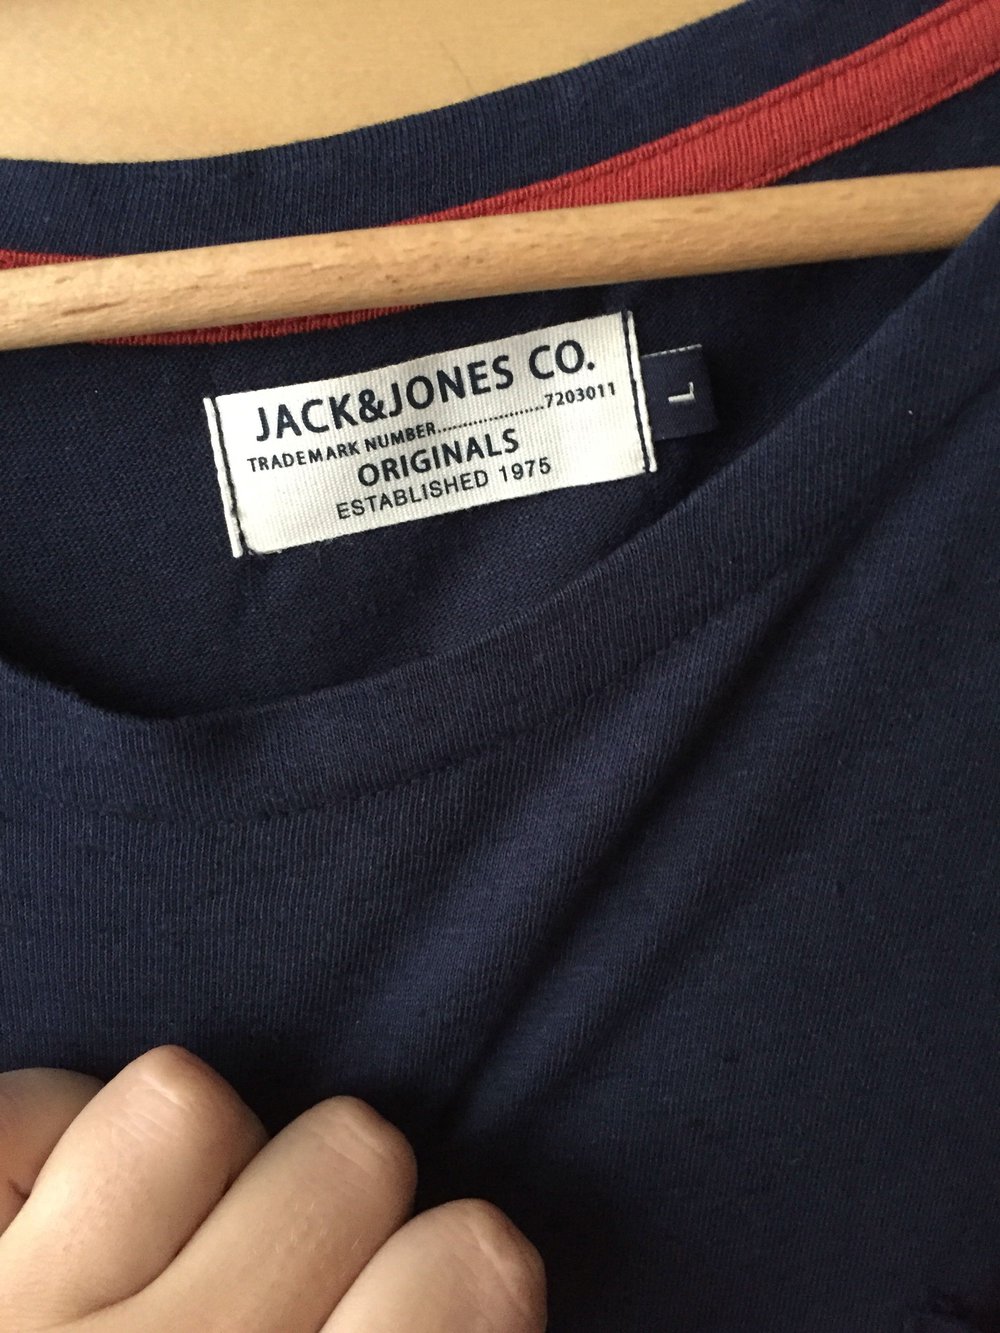 JACK&JONES CO.
TRADEMARK NUMBER......................7203011
ORIGINALS
ESTABLISHED 1975
L